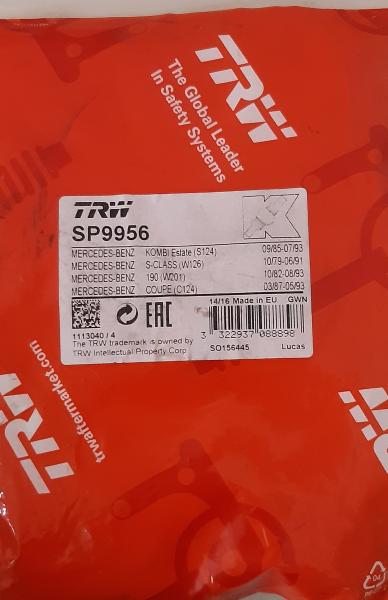 TRW
The Global Leader
In Safety Systems
TRW
SP9956
MERCEDES-BENZ KOMBI Estate (S124) 09/85-07/93
MERCEDES-BENZ S-CLASS (W126) 10/79-06/91
MERCEDES-BENZ 190 (W201) 10/82-08/93
MERCEDES-BENZ COUPE (C124) 03/87-05/93
K
14/16 Made in EU GWN
EAC
1113040 / 4
The TRW trademark is owned by
TRW Intellectual Property Corp
3 322937 088898
SO156445 Lucas
TRW
trwaftermarket.com
TRW
04